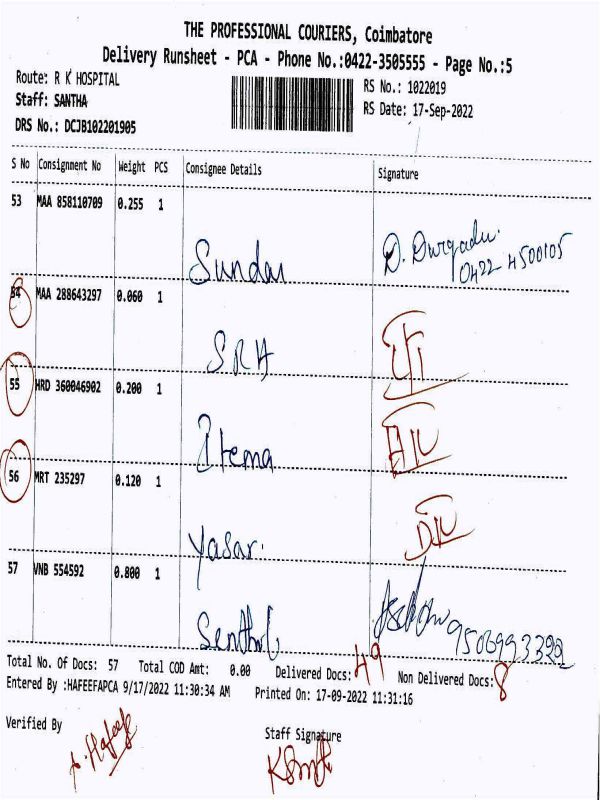 THE PROFESSIONAL COURIERS, Coimbatore
Delivery Runsheet - PCA - Phone No.:0422-3505555 - Page No.:5
Route: R K HOSPITAL
RS No.: 1022019
Staff: SANTHA
RS Date: 17-Sep-2022
DRS No.: DCJB102201905
S No Consignment No Weight PCS Consignee Details Signature
53 MAA 858110709 0.255 1
Sundar D. Durgadu.
0422 4500105
54 MAA 288643297 0.060 1
SRH
55 HRD 360046902 0.200 1
56 MRT 235297 0.120 1
Yasar.
57 VNB 554592 0.800 1
Senthil
Total No. Of Docs: 57 Total COD Amt: 0.00 Delivered Docs: 49 Non Delivered Docs: 8
Entered By :HAFEEFAPCA 9/17/2022 11:30:34 AM Printed On: 17-09-2022 11:31:16
Verified By
Staff Signature